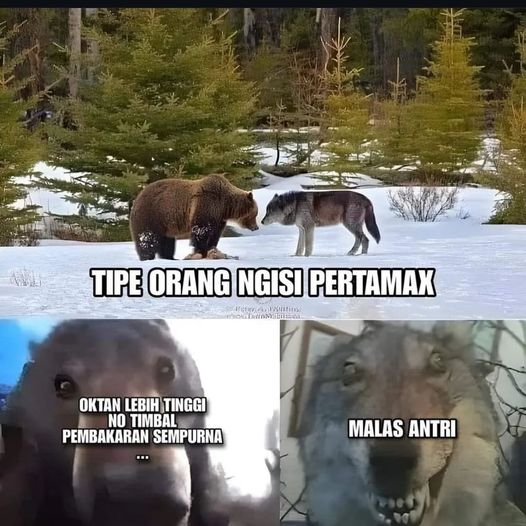 TIPE ORANG NGISI PERTAMAX
OKTAN LEBIH TINGGI
NO TIMBAL
PEMBAKARAN SEMPURNA
...
MALAS ANTRI